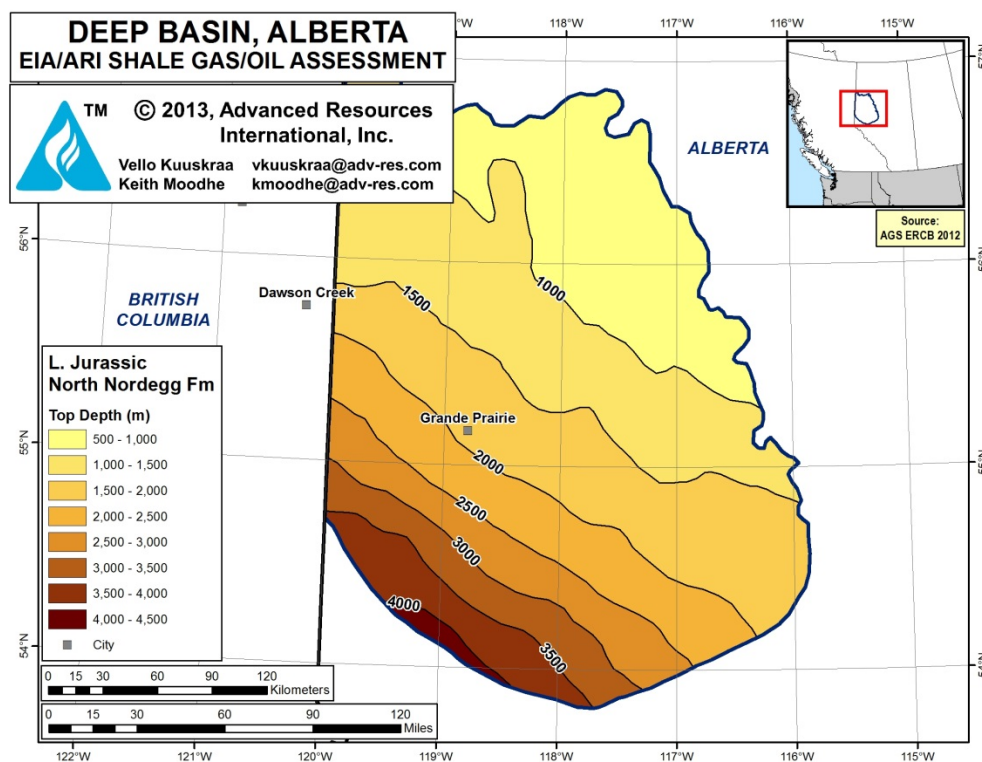 DEEP BASIN, ALBERTA
EIA/ARI SHALE GAS/OIL ASSESSMENT
TM
© 2013, Advanced Resources
International, Inc.
Vello Kuuskraa vkuuskraa@adv-res.com
Keith Moodhe kmoodhe@adv-res.com
118°W 117°W 116°W 115°W
57°N
ALBERTA
Source:
AGS ERCB 2012
56°N
56°N
BRITISH
COLUMBIA
Dawson Creek
1000
1500
L. Jurassic
North Nordegg Fm
Top Depth (m)
500 - 1,000
1,000 - 1,500
1,500 - 2,000
2,000 - 2,500
2,500 - 3,000
3,000 - 3,500
3,500 - 4,000
4,000 - 4,500
City
Grande Prairie
55°N
55°N
2000
2500
3000
3500
4000
54°N
54°N
0 15 30 60 90 120
Kilometers
0 15 30 60 90 120
Miles
122°W 121°W 120°W 119°W 118°W 117°W 116°W 115°W